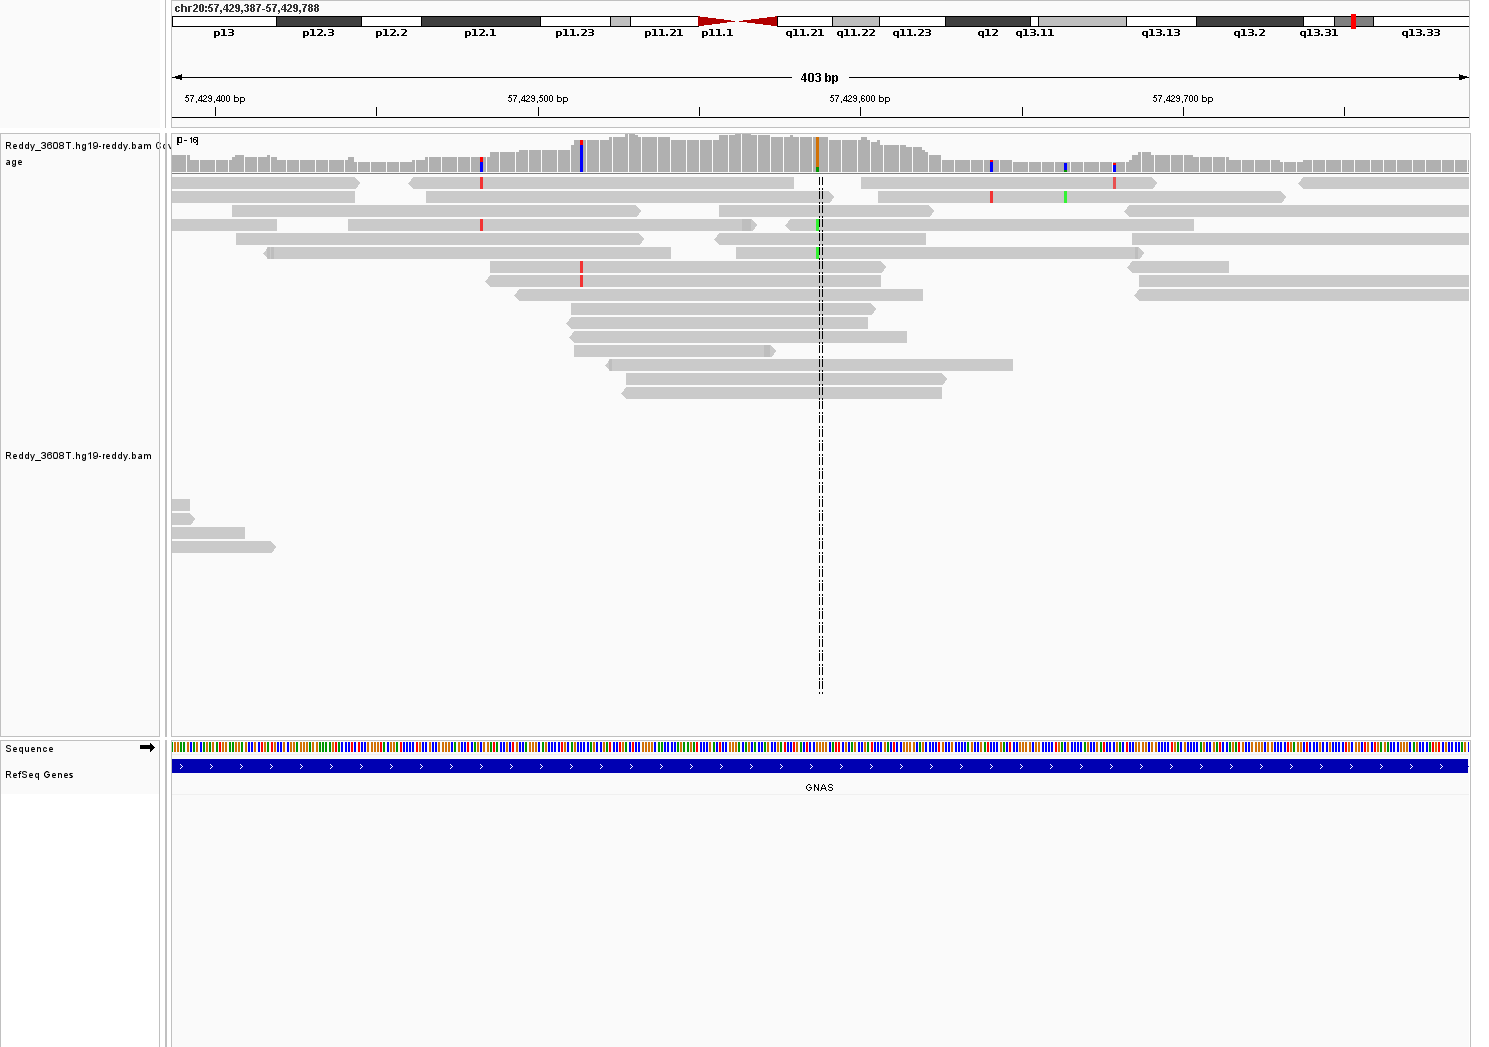 chr20:57,429,387-57,429,788
p13 p12.3 p12.2 p12.1 p11.23 p11.21 p11.1 q11.21 q11.22 q11.23 q12 q13.11 q13.13 q13.2 q13.31 q13.33
403 bp
57,429,400 bp 57,429,500 bp 57,429,600 bp 57,429,700 bp
[0 - 16]
Reddy_3608T.hg19-reddy.bam Cov
age
Reddy_3608T.hg19-reddy.bam
Sequence
RefSeq Genes
GNAS